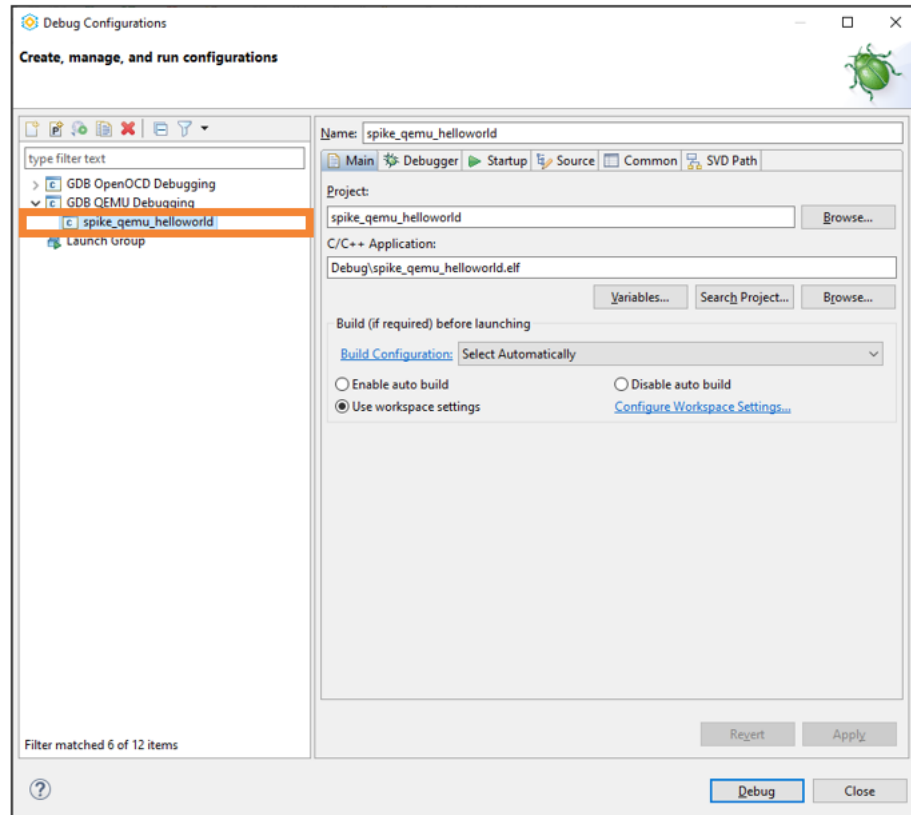 Debug Configurations
Create, manage, and run configurations
type filter text
GDB OpenOCD Debugging
GDB QEMU Debugging
spike_qemu_helloworld
Launch Group
Filter matched 6 of 12 items
Name: spike_qemu_helloworld
Main Debugger Startup Source Common SVD Path
Project:
spike_qemu_helloworld Browse...
C/C++ Application:
Debug\spike_qemu_helloworld.elf
Variables... Search Project... Browse...
Build (if required) before launching
Build Configuration: Select Automatically
Enable auto build Disable auto build
Use workspace settings Configure Workspace Settings...
Revert Apply
Debug Close